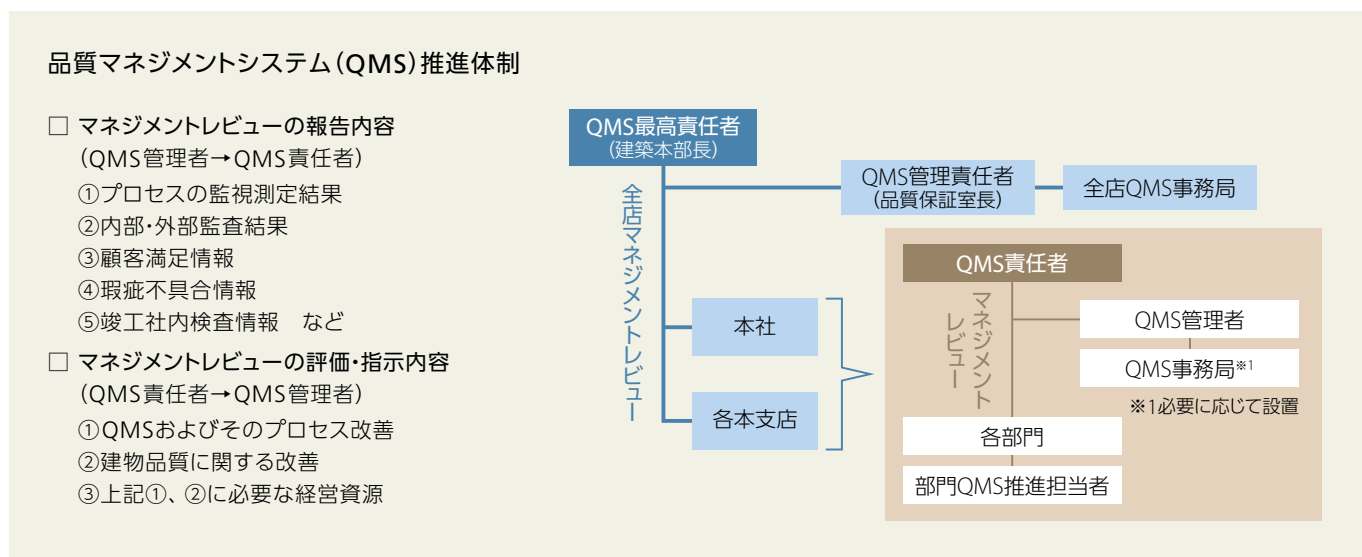 品質マネジメントシステム（QMS）推進体制
□ マネジメントレビューの報告内容
（QMS管理者→QMS責任者）
①プロセスの監視測定結果
②内部・外部監査結果
③顧客満足情報
④瑕疵不具合情報
⑤竣工社内検査情報　など
□ マネジメントレビューの評価・指示内容
（QMS責任者→QMS管理者）
①QMSおよびそのプロセス改善
②建物品質に関する改善
③上記①、②に必要な経営資源
QMS最高責任者
（建築本部長）
全店マネジメントレビュー
QMS管理責任者
（品質保証室長）
全店QMS事務局
本社
各本支店
QMS責任者
マネジメント
レビュー
QMS管理者
QMS事務局※1
※1必要に応じて設置
各部門
部門QMS推進担当者